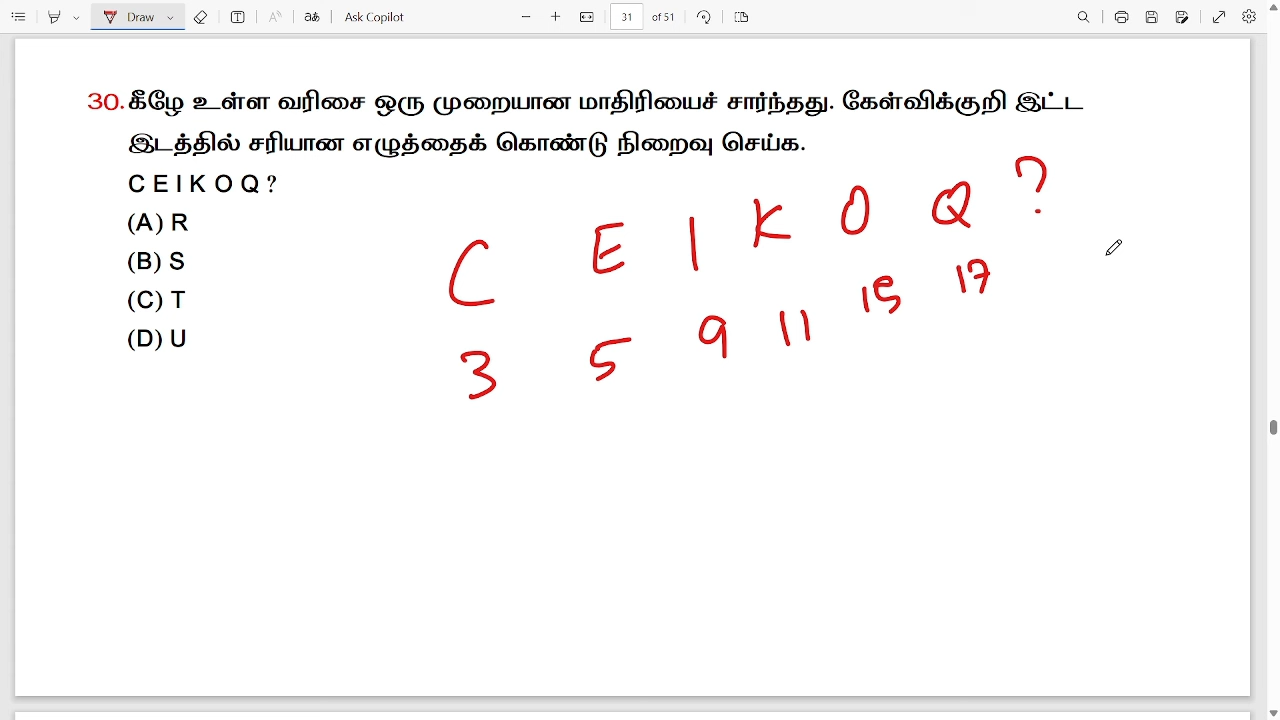 Draw
Ask Copilot
31
of 51
30. கீழே உள்ள வரிசை ஒரு முறையான மாதிரியைச் சார்ந்தது. கேள்விக்குறி இட்ட
இடத்தில் சரியான எழுத்தைக் கொண்டு நிறைவு செய்க.
C E I K O Q ?
(A) R
(B) S
(C) T
(D) U
C E I K O Q ?
3 5 9 11 15 17